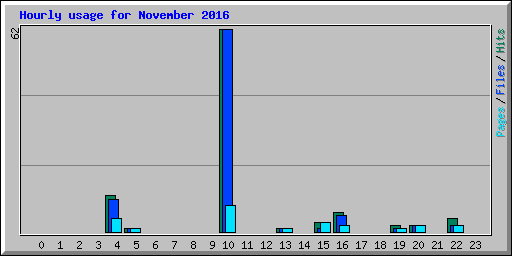 Hourly usage for November 2016
62
Pages/Files/Hits
0 1 2 3 4 5 6 7 8 9 10 11 12 13 14 15 16 17 18 19 20 21 22 23